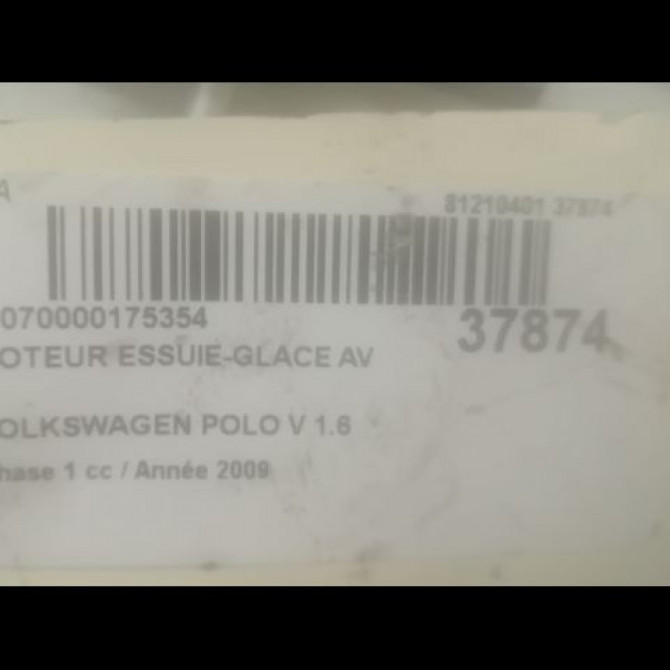 A
81210401 37874
070000175354
37874
OTEUR ESSUIE-GLACE AV
OLKSWAGEN POLO V 1.6
hase 1 cc / Année 2009